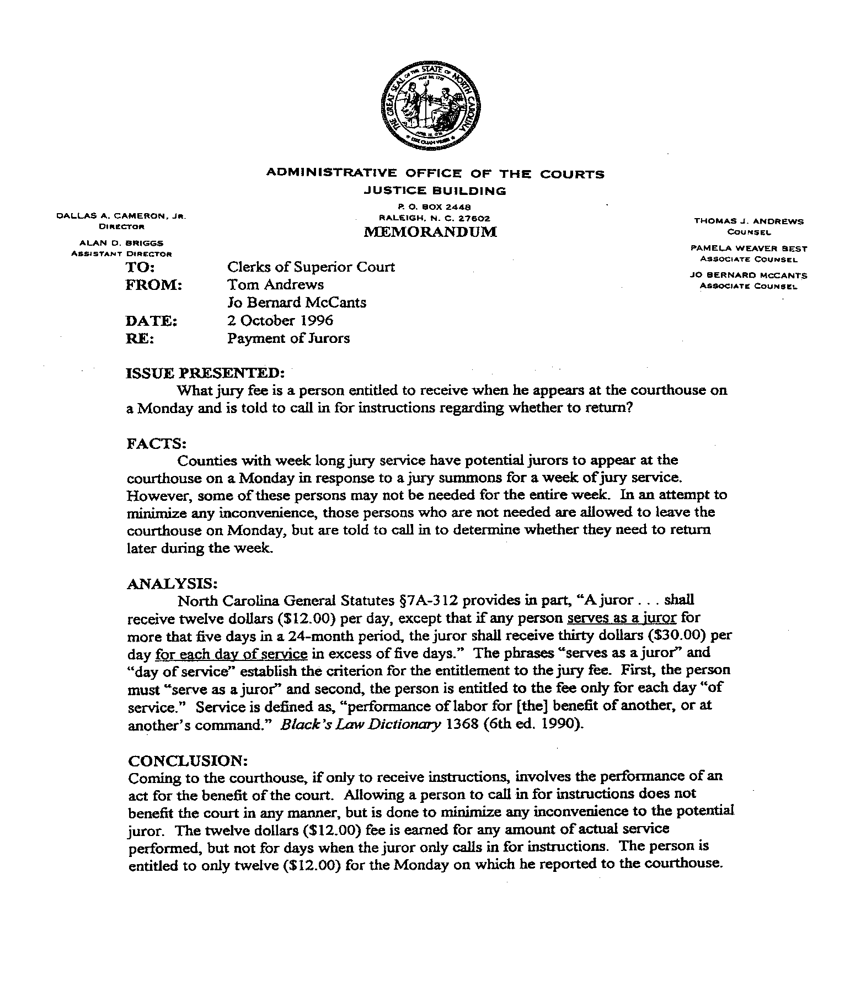 THE GREAT SEAL OF THE STATE OF NORTH CAROLINA
MAY 20, 1775
ESSE QUAM VIDERI
ADMINISTRATIVE OFFICE OF THE COURTS
JUSTICE BUILDING
P. O. BOX 2448
RALEIGH, N. C. 27602
DALLAS A. CAMERON, JR.
DIRECTOR
ALAN D. BRIGGS
ASSISTANT DIRECTOR
THOMAS J. ANDREWS
COUNSEL
PAMELA WEAVER BEST
ASSOCIATE COUNSEL
JO BERNARD MCCANTS
ASSOCIATE COUNSEL
MEMORANDUM
TO: Clerks of Superior Court
FROM: Tom Andrews
Jo Bernard McCants
DATE: 2 October 1996
RE: Payment of Jurors
ISSUE PRESENTED:
What jury fee is a person entitled to receive when he appears at the courthouse on
a Monday and is told to call in for instructions regarding whether to return?
FACTS:
Counties with week long jury service have potential jurors to appear at the
courthouse on a Monday in response to a jury summons for a week of jury service.
However, some of these persons may not be needed for the entire week. In an attempt to
minimize any inconvenience, those persons who are not needed are allowed to leave the
courthouse on Monday, but are told to call in to determine whether they need to return
later during the week.
ANALYSIS:
North Carolina General Statutes §7A-312 provides in part, “A juror . . . shall
receive twelve dollars ($12.00) per day, except that if any person serves as a juror for
more that five days in a 24-month period, the juror shall receive thirty dollars ($30.00) per
day for each day of service in excess of five days.” The phrases “serves as a juror” and
“day of service” establish the criterion for the entitlement to the jury fee. First, the person
must “serve as a juror” and second, the person is entitled to the fee only for each day “of
service.” Service is defined as, “performance of labor for [the] benefit of another, or at
another’s command.” Black’s Law Dictionary 1368 (6th ed. 1990).
CONCLUSION:
Coming to the courthouse, if only to receive instructions, involves the performance of an
act for the benefit of the court. Allowing a person to call in for instructions does not
benefit the court in any manner, but is done to minimize any inconvenience to the potential
juror. The twelve dollars ($12.00) fee is earned for any amount of actual service
performed, but not for days when the juror only calls in for instructions. The person is
entitled to only twelve ($12.00) for the Monday on which he reported to the courthouse.